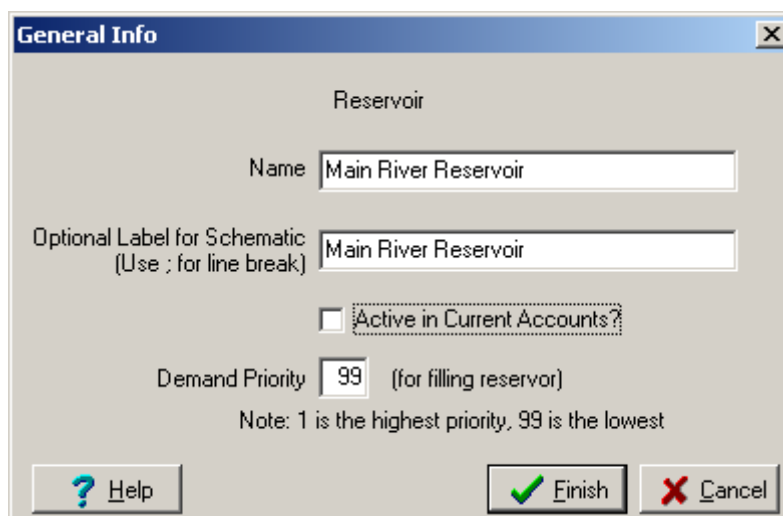 General Info
Reservoir
Name Main River Reservoir
Optional Label for Schematic
(Use ; for line break) Main River Reservoir
Active in Current Accounts?
Demand Priority 99 (for filling reservor)
Note: 1 is the highest priority, 99 is the lowest
? Help Finish Cancel